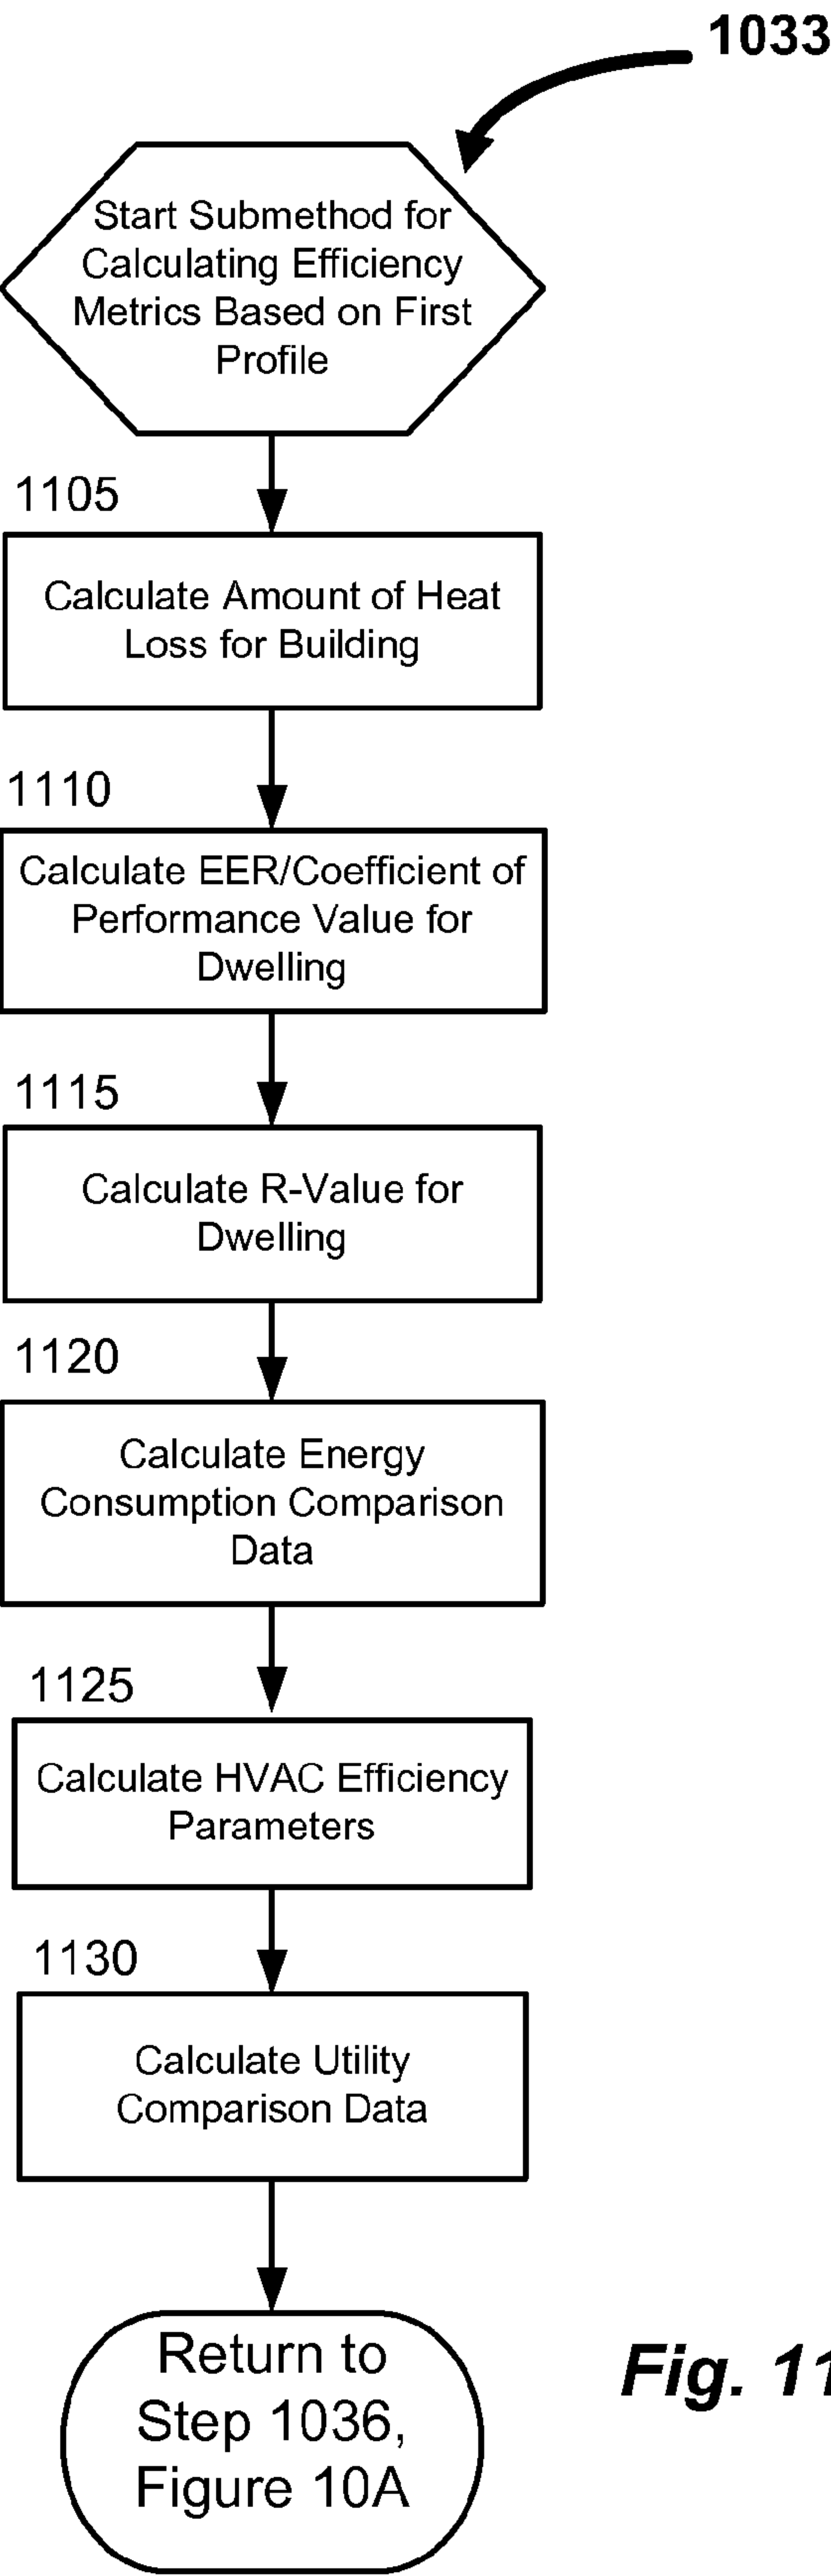 1033
Start Submethod for
Calculating Efficiency
Metrics Based on First
Profile
1105
Calculate Amount of Heat
Loss for Building
1110
Calculate EER/Coefficient of
Performance Value for
Dwelling
1115
Calculate R-Value for
Dwelling
1120
Calculate Energy
Consumption Comparison
Data
1125
Calculate HVAC Efficiency
Parameters
1130
Calculate Utility
Comparison Data
Return to
Step 1036,
Figure 10A
Fig. 11